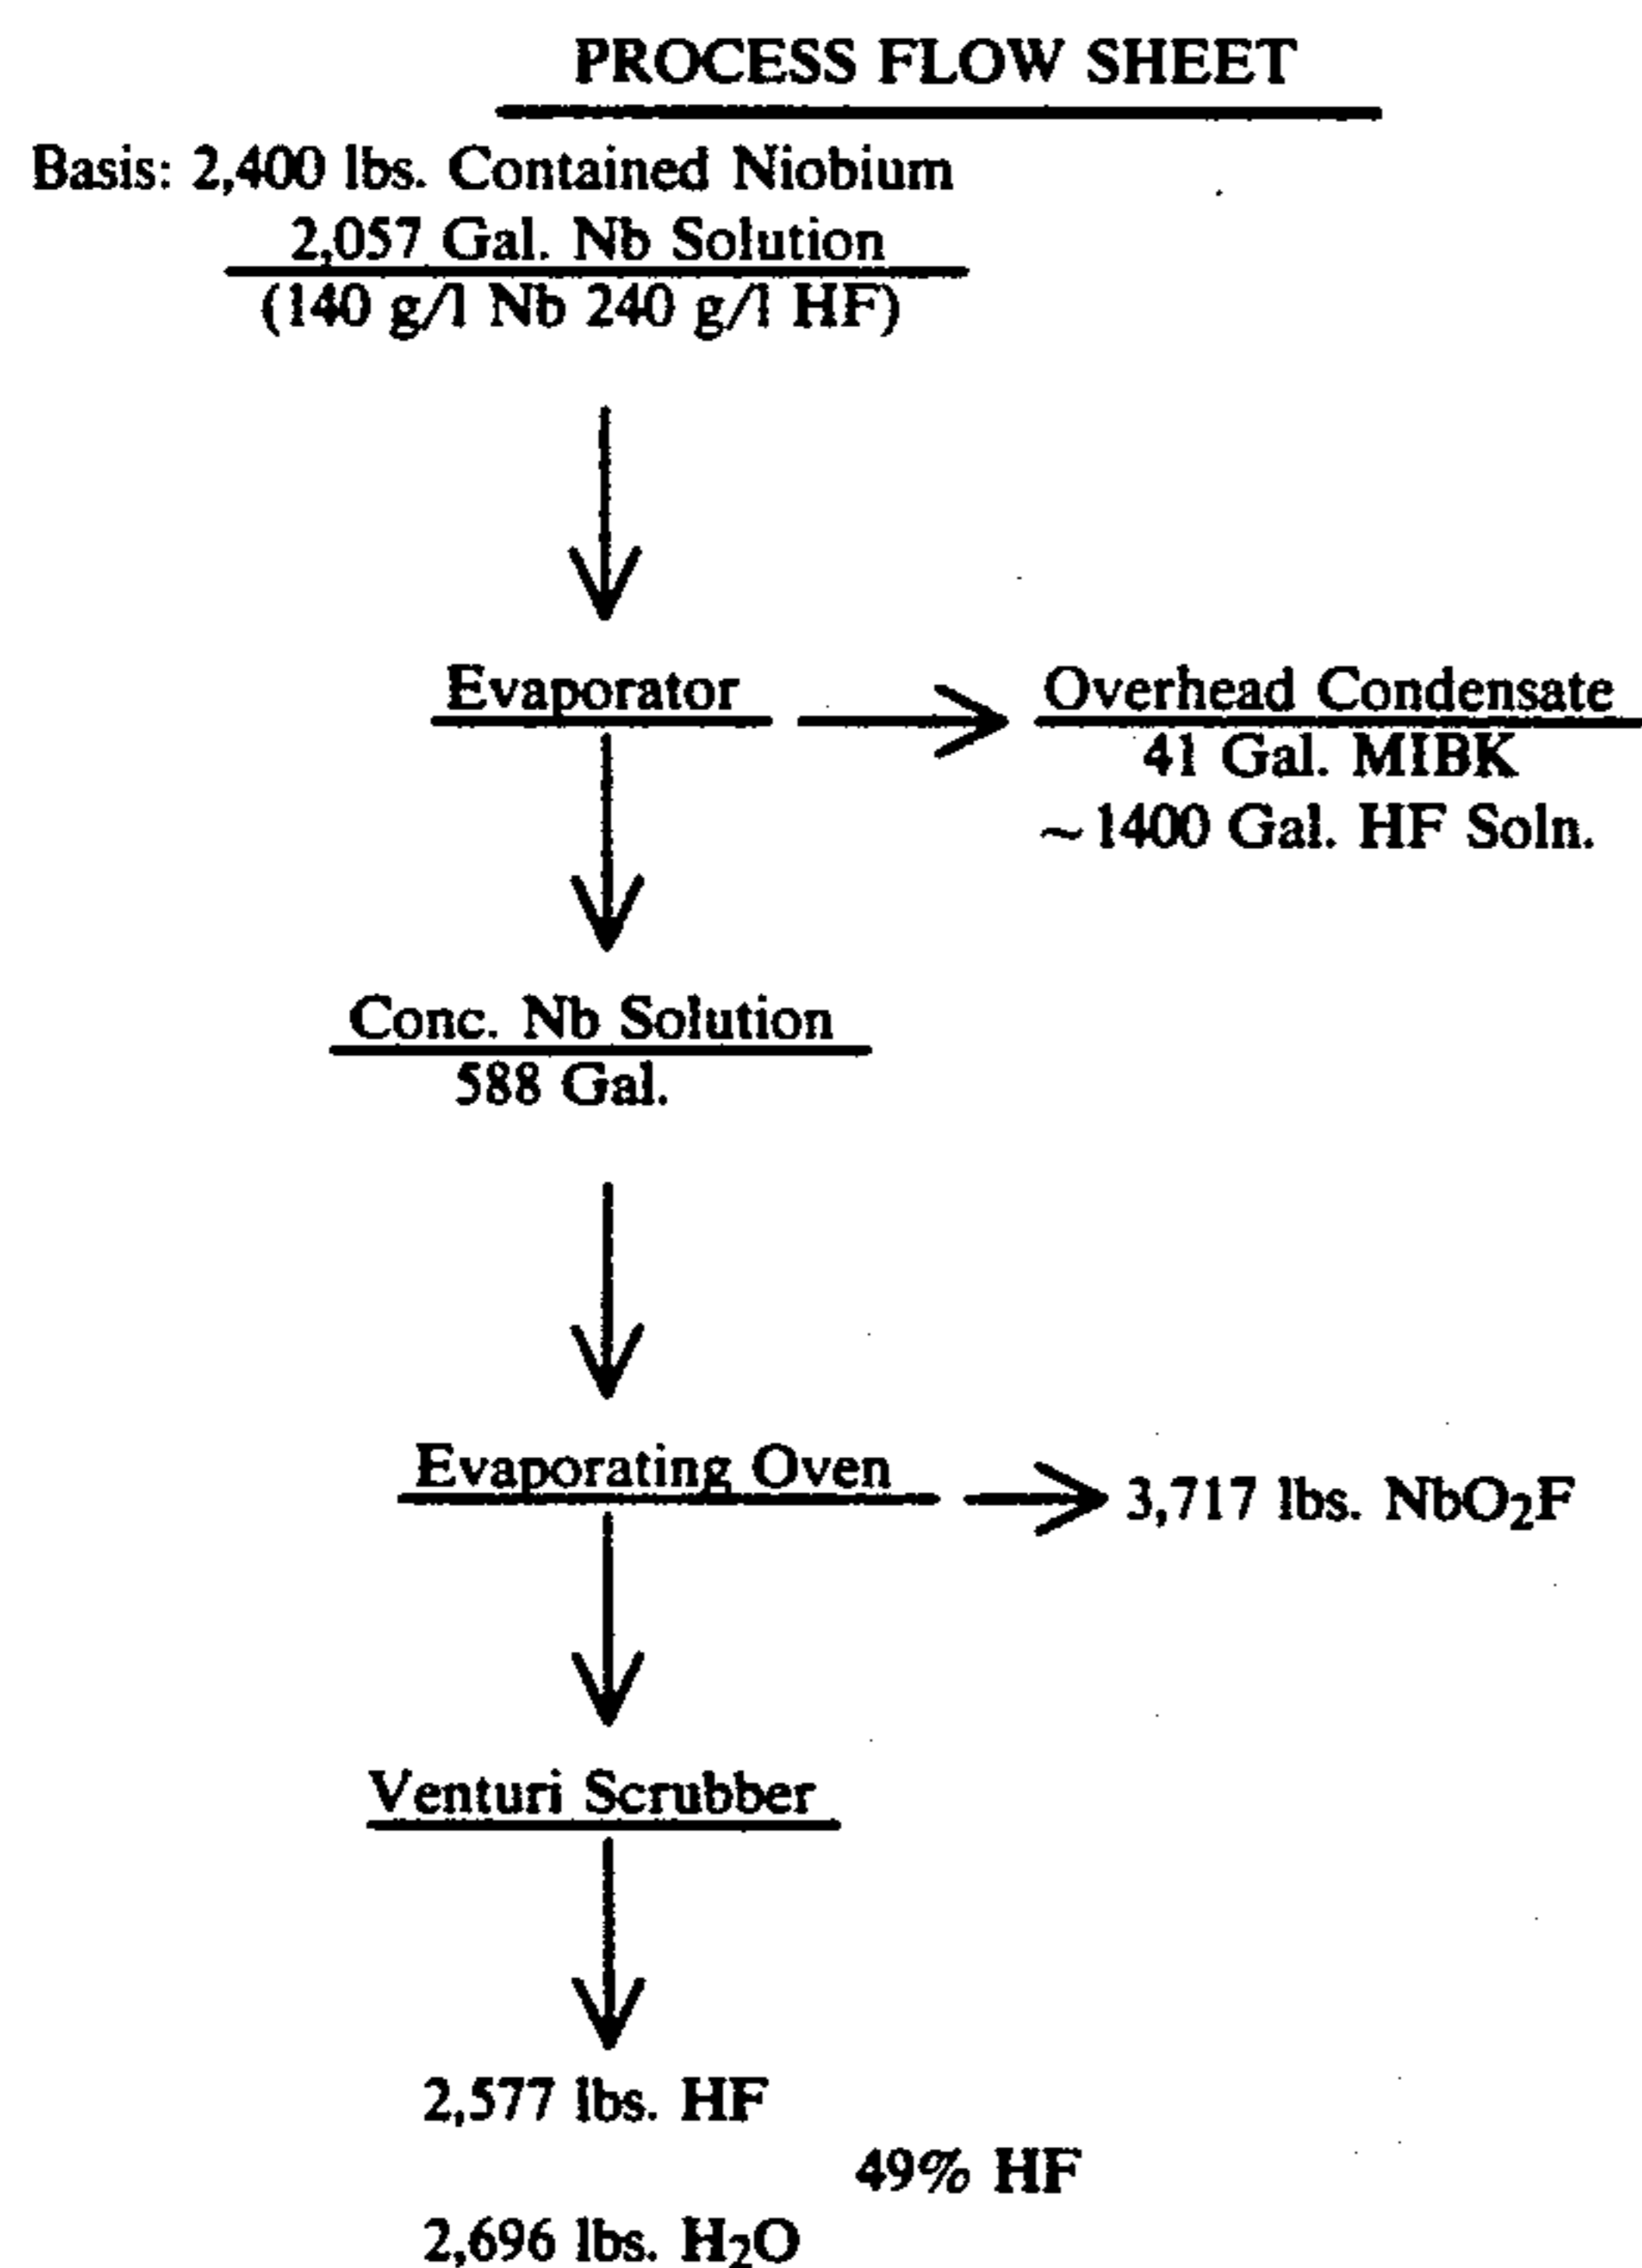 PROCESS FLOW SHEET
Basis: 2,400 lbs. Contained Niobium
2,057 Gal. Nb Solution
(140 g/l Nb 240 g/l HF)
Evaporator
Overhead Condensate
41 Gal. MIBK
~1400 Gal. HF Soln.
Conc. Nb Solution
588 Gal.
Evaporating Oven
3,717 lbs. NbO₂F
Venturi Scrubber
2,577 lbs. HF
49% HF
2,696 lbs. H₂O